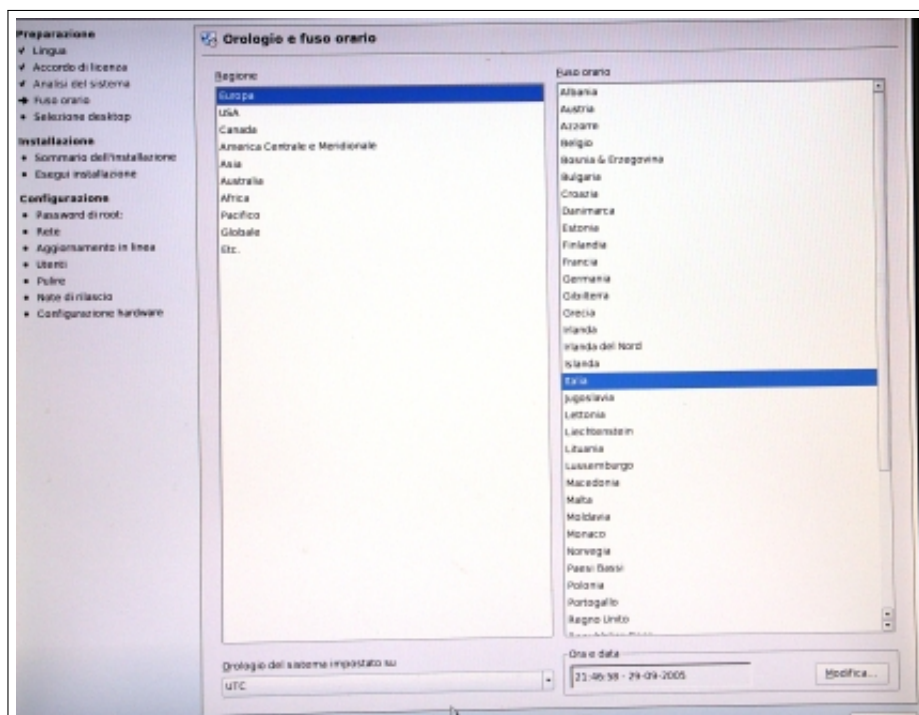 Preparazione
Lingua
Accordo di licenza
Analisi del sistema
Fuso orario
Selezione desktop
Installazione
Sommario dell'installazione
Esegui installazione
Configurazione
Password di root:
Rete
Aggiornamento in linea
Utenti
Pulire
Note di rilascio
Configurazione hardware
Orologio e fuso orario
Regione
Europa
USA
Canada
America Centrale e Meridionale
Asia
Australia
Africa
Pacifico
Globale
Etc.
Fuso orario
Albania
Austria
Azzorre
Belgio
Bosnia & Erzegovina
Bulgaria
Croazia
Danimarca
Estonia
Finlandia
Francia
Germania
Gibilterra
Grecia
Irlanda
Irlanda del Nord
Islanda
Italia
Jugoslavia
Lettonia
Liechtenstein
Lituania
Lussemburgo
Macedonia
Malta
Moldavia
Monaco
Norvegia
Paesi Bassi
Polonia
Portogallo
Regno Unito
Orologio del sistema impostato su
UTC
Ora e data
21:46:38 - 29-09-2005
Modifica...